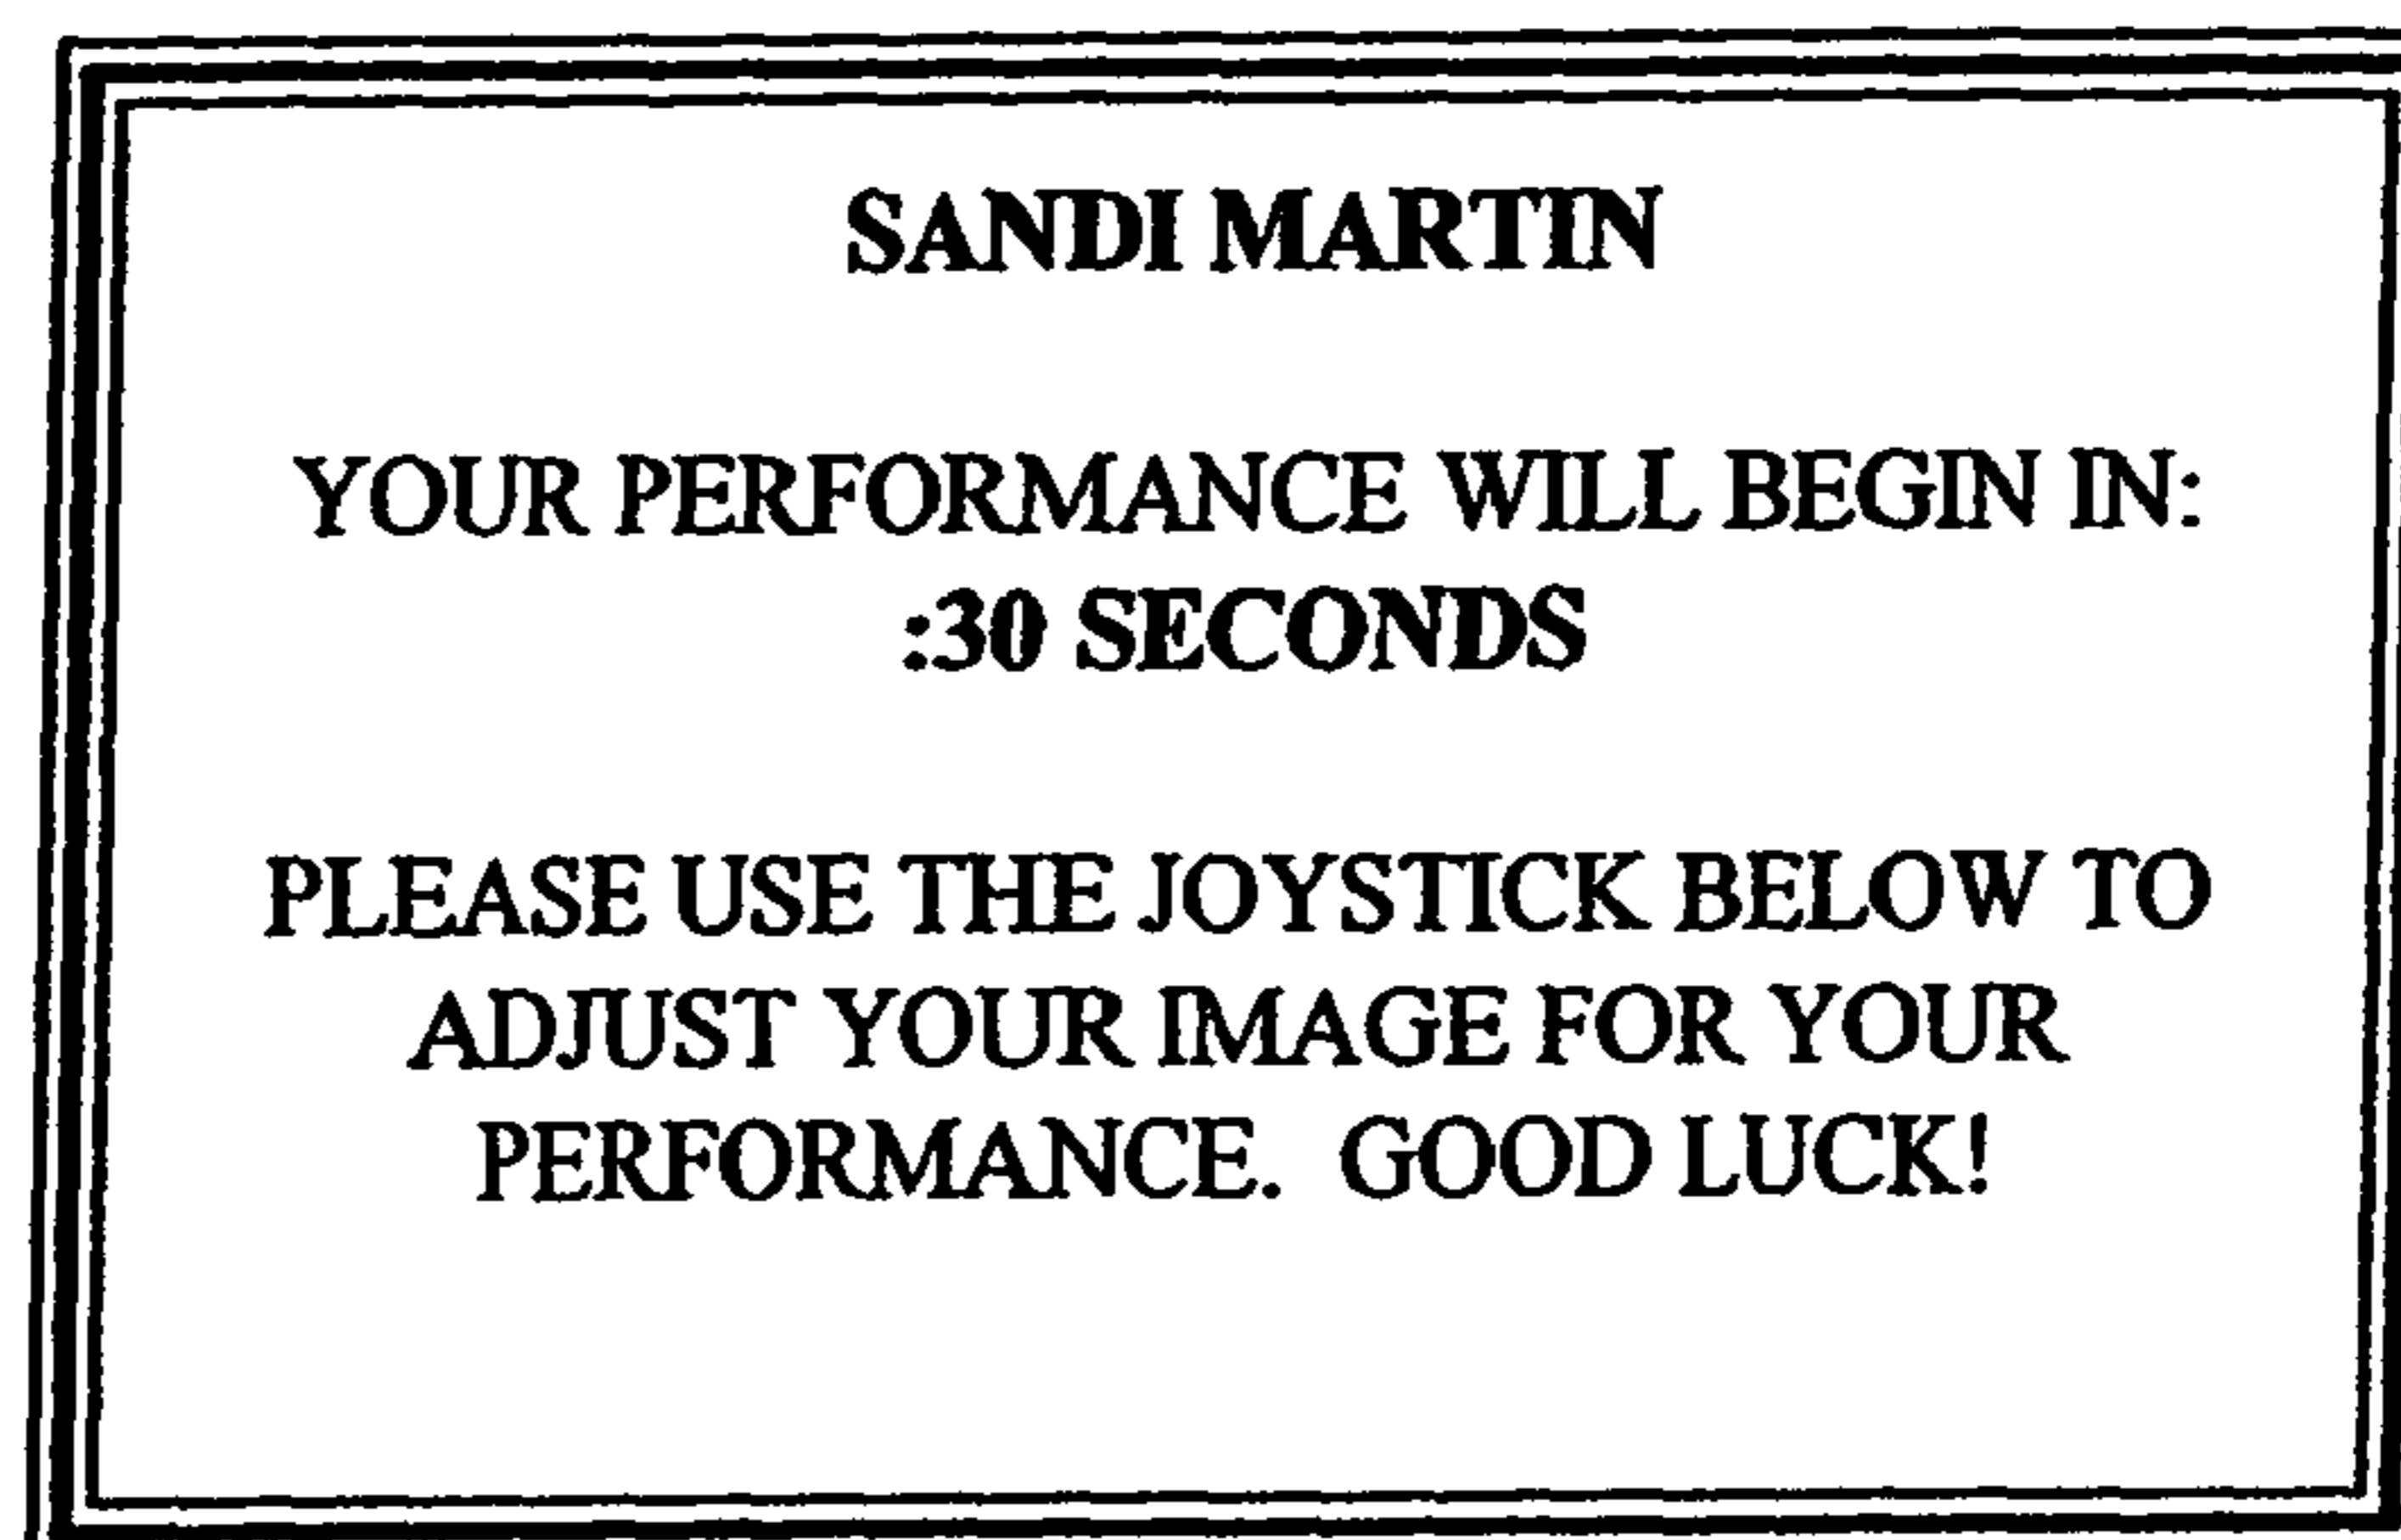 SANDI MARTIN
YOUR PERFORMANCE WILL BEGIN IN:
:30 SECONDS
PLEASE USE THE JOYSTICK BELOW TO
ADJUST YOUR IMAGE FOR YOUR
PERFORMANCE. GOOD LUCK!